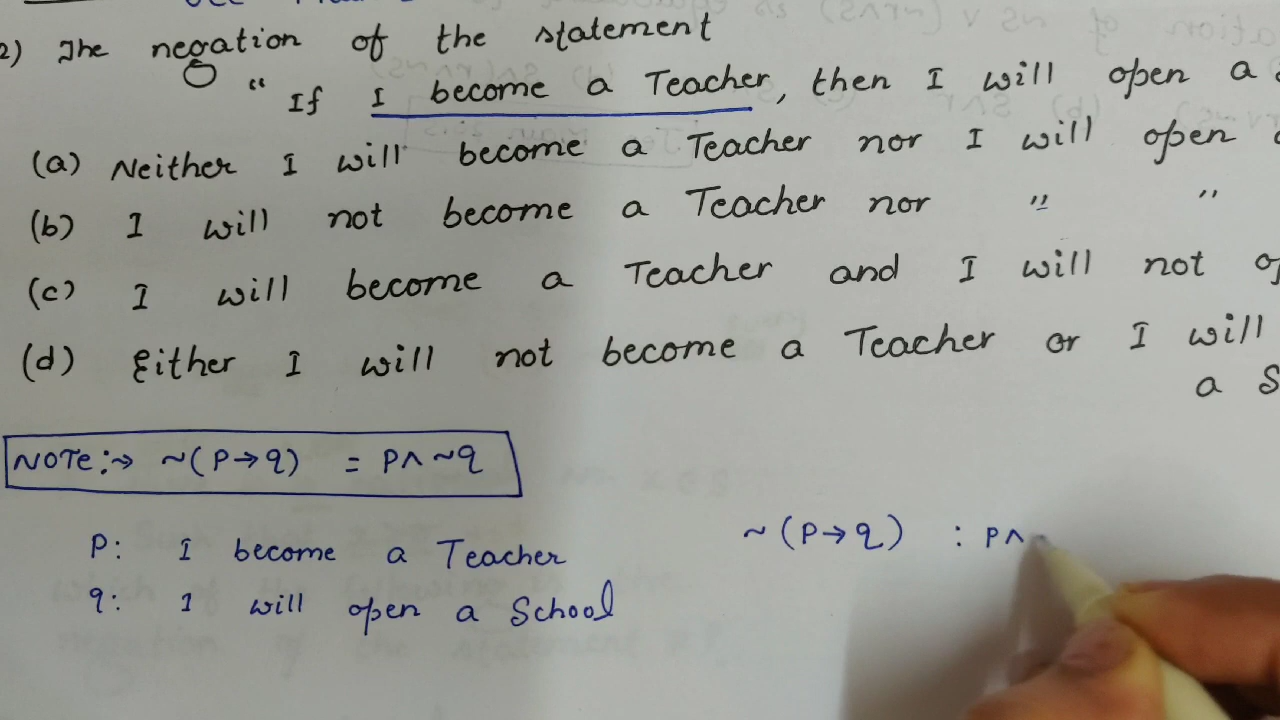 2) The negation of the statement
" If I become a Teacher, then I will open a
(a) Neither I will become a Teacher nor I will open
(b) I will not become a Teacher nor " "
(c) I will become a Teacher and I will not
(d) Either I will not become a Teacher or I will
a S
NOTE:→ ~(P→q) = P∧ ~q
P: I become a Teacher
q: I will open a School
~(P→q) : P∧